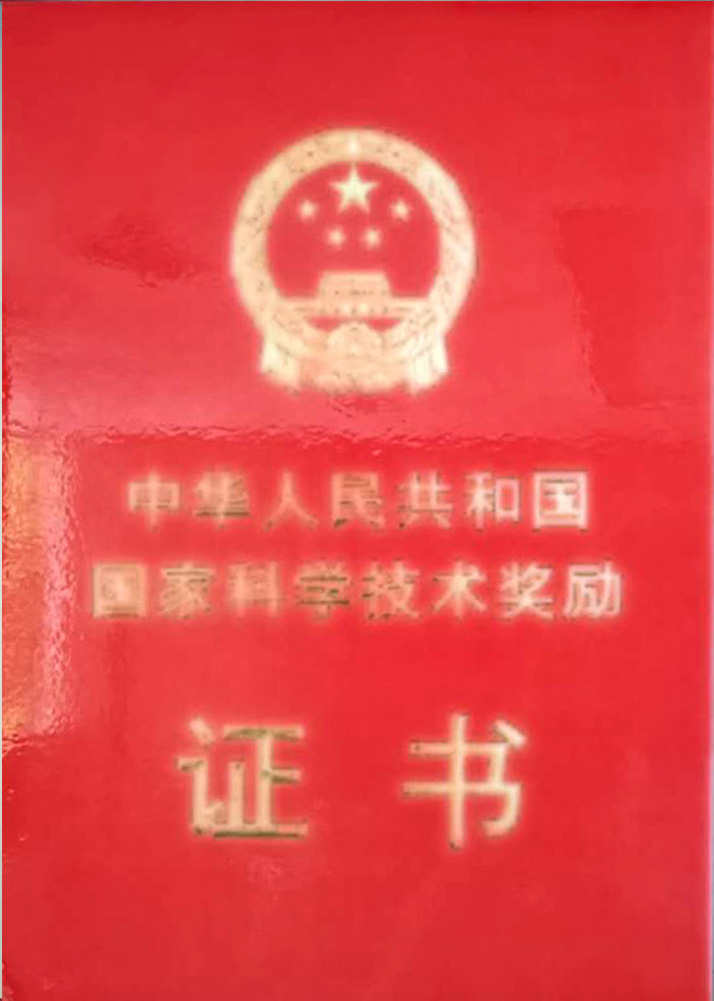 中华人民共和国
国家科学技术奖励
证书